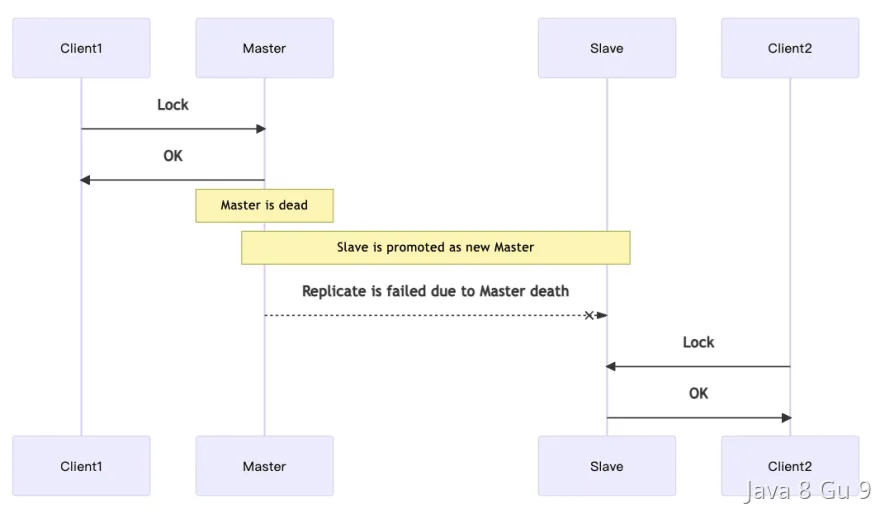 Client1
Master
Slave
Client2
Lock
OK
Master is dead
Slave is promoted as new Master
Replicate is failed due to Master death
Lock
OK
Client1
Master
Slave
Client2
Java 8 Gu 9